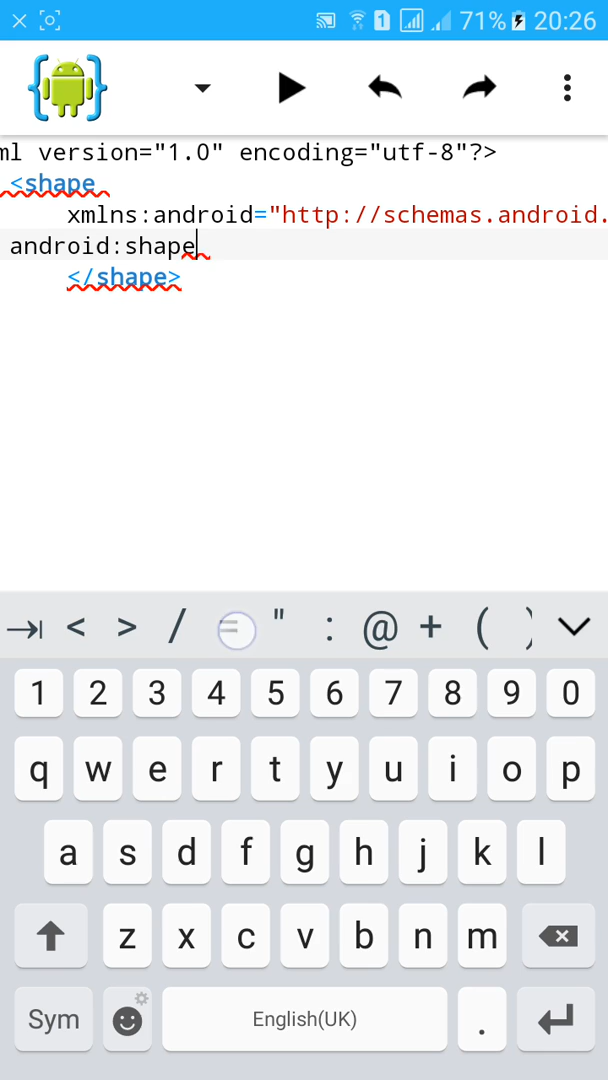 1 71% 20:26
ml version="1.0" encoding="utf-8"?>
<shape
xmlns:android="http://schemas.android.
android:shape
</shape>
< > / = " : @ + ( )
1 2 3 4 5 6 7 8 9 0
q w e r t y u i o p
a s d f g h j k l
z x c v b n m
Sym English(UK) .